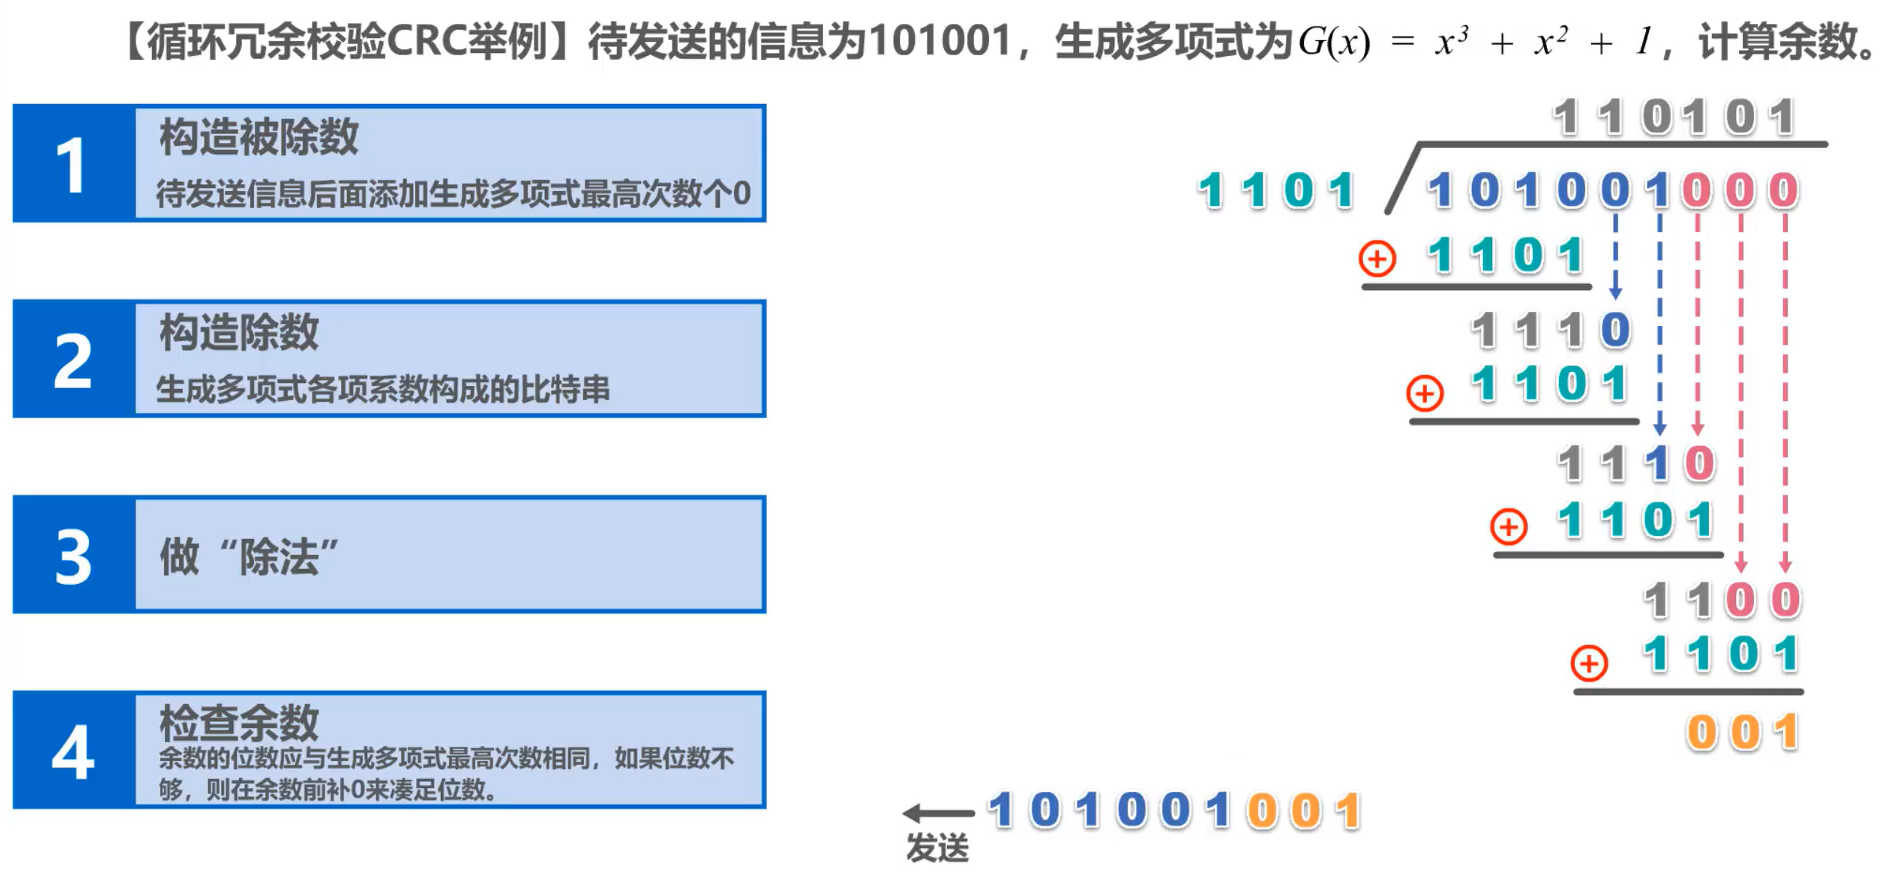 【循环冗余校验CRC举例】待发送的信息为101001，生成多项式为G(x) = x³ + x² + 1，计算余数。
1
构造被除数
待发送信息后面添加生成多项式最高次数个0
2
构造除数
生成多项式各项系数构成的比特串
3
做“除法”
4
检查余数
余数的位数应与生成多项式最高次数相同，如果位数不
够，则在余数前补0来凑足位数。
110101
1101 101001000
⊕ 1101
1110
⊕ 1101
1110
⊕ 1101
1100
⊕ 1101
001
101001001
发送